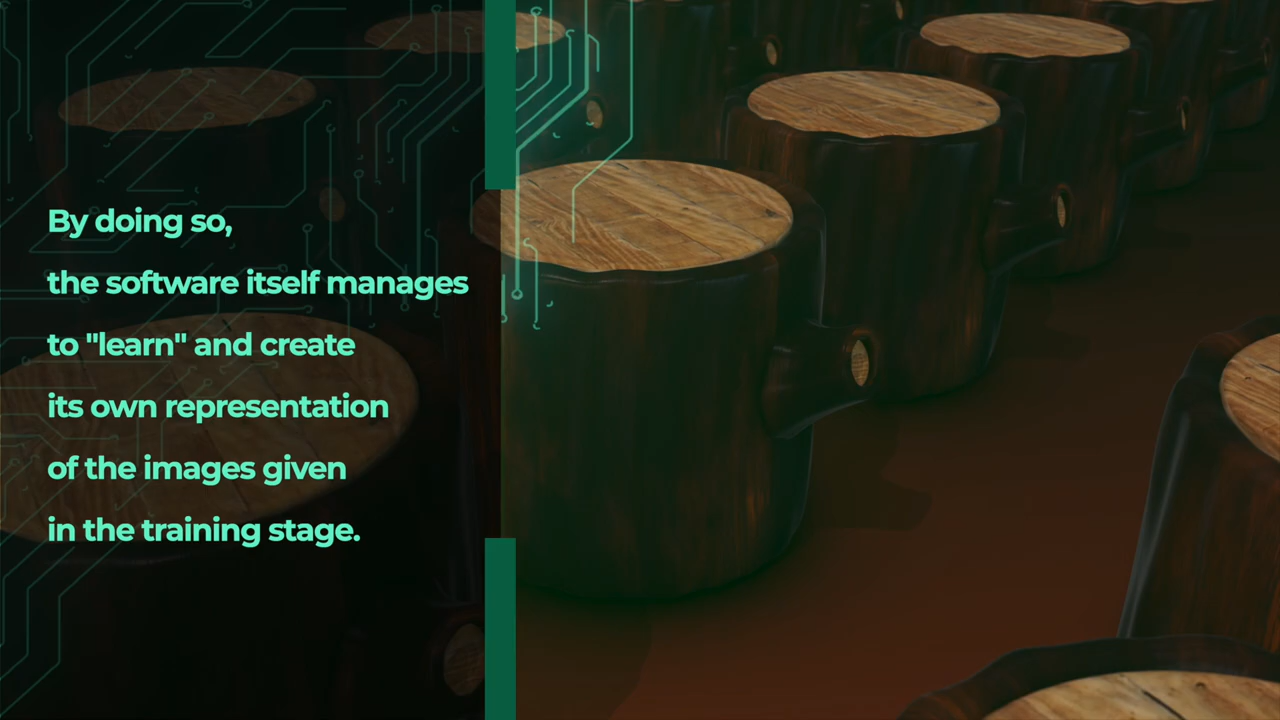 By doing so,
the software itself manages
to "learn" and create
its own representation
of the images given
in the training stage.